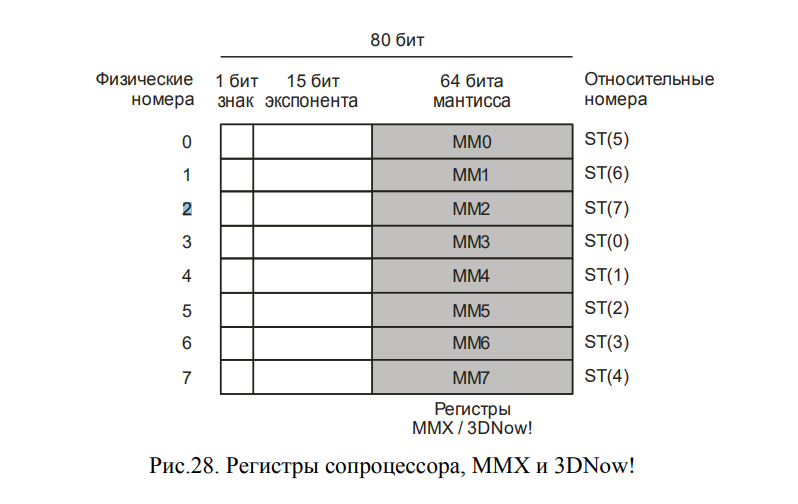 80 бит
Физические номера
1 бит знак
15 бит экспонента
64 бита мантисса
Относительные номера
0 MM0 ST(5)
1 MM1 ST(6)
2 MM2 ST(7)
3 MM3 ST(0)
4 MM4 ST(1)
5 MM5 ST(2)
6 MM6 ST(3)
7 MM7 ST(4)
Регистры
MMX / 3DNow!
Рис.28. Регистры сопроцессора, MMX и 3DNow!